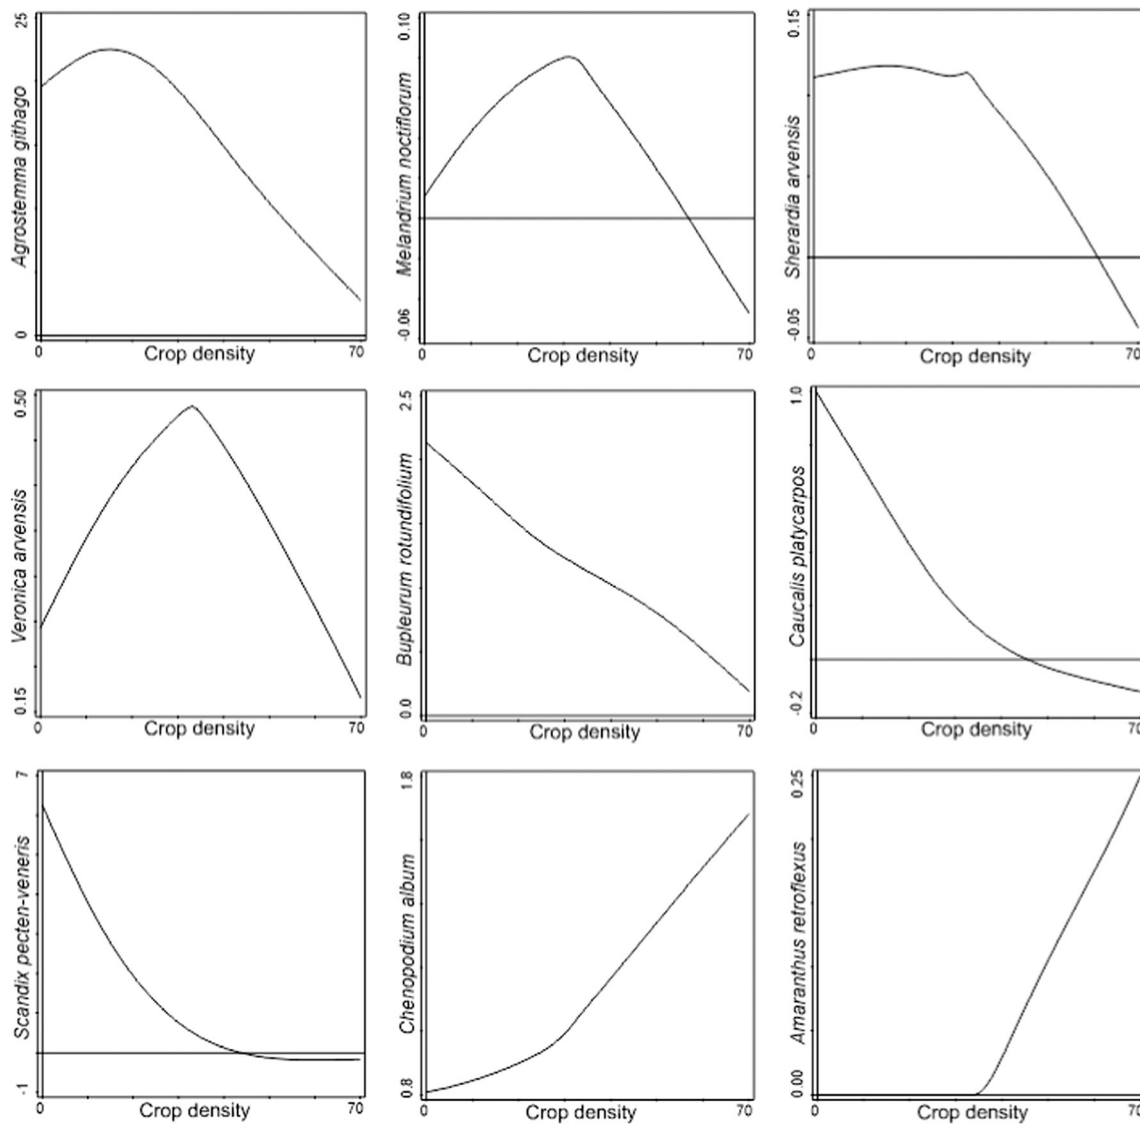 25
Agrostemma githago
0
0
Crop density
70
0.10
Melandrium noctiflorum
-0.06
0
Crop density
70
0.15
Sherardia arvensis
-0.05
0
Crop density
70
0.50
Veronica arvensis
0.15
0
Crop density
70
2.5
Bupleurum rotundifolium
0.0
0
Crop density
70
1.0
Caucalis platycarpos
-0.2
0
Crop density
70
7
Scandix pecten-veneris
-1
0
Crop density
70
1.8
Chenopodium album
0.8
0
Crop density
70
0.25
Amaranthus retroflexus
0.00
0
Crop density
70